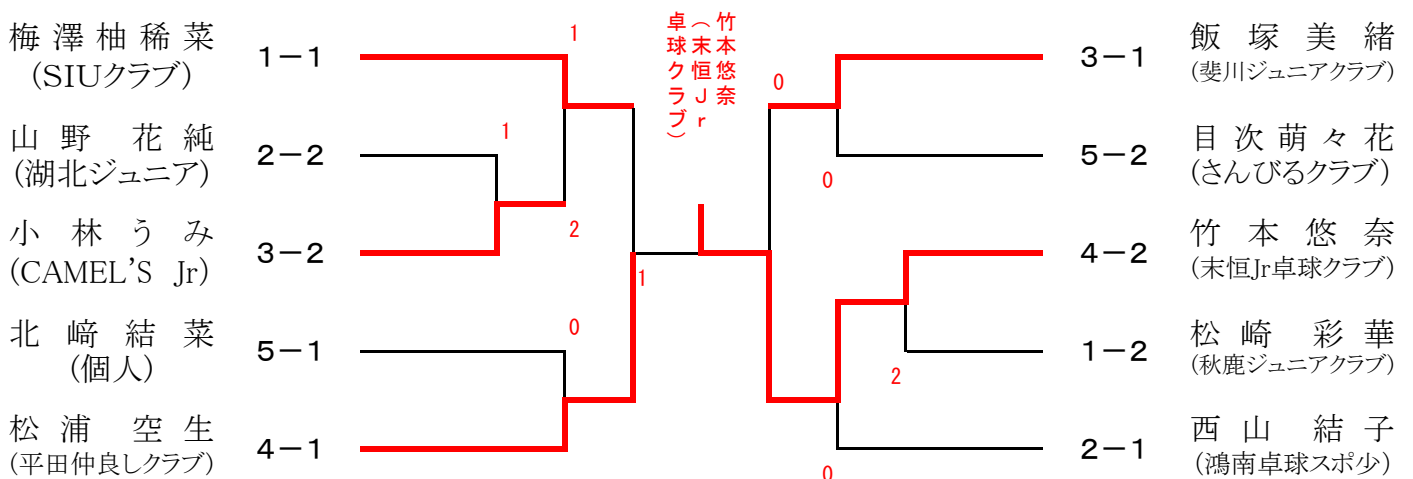 梅澤柚稀菜
(SIUクラブ)
1－1
山野 花純
(湖北ジュニア)
2－2
小林うみ
(CAMEL'S Jr)
3－2
北﨑結菜
(個人)
5－1
松浦 空生
(平田仲良しクラブ)
4－1
1
1
2
0
1
竹本悠奈
(末恒Jr
卓球クラブ)
0
0
2
0
3－1
飯塚美緒
(斐川ジュニアクラブ)
5－2
目次萌々花
(さんびるクラブ)
4－2
竹本悠奈
(末恒Jr卓球クラブ)
1－2
松崎 彩華
(秋鹿ジュニアクラブ)
2－1
西山 結子
(鴻南卓球スポ少)